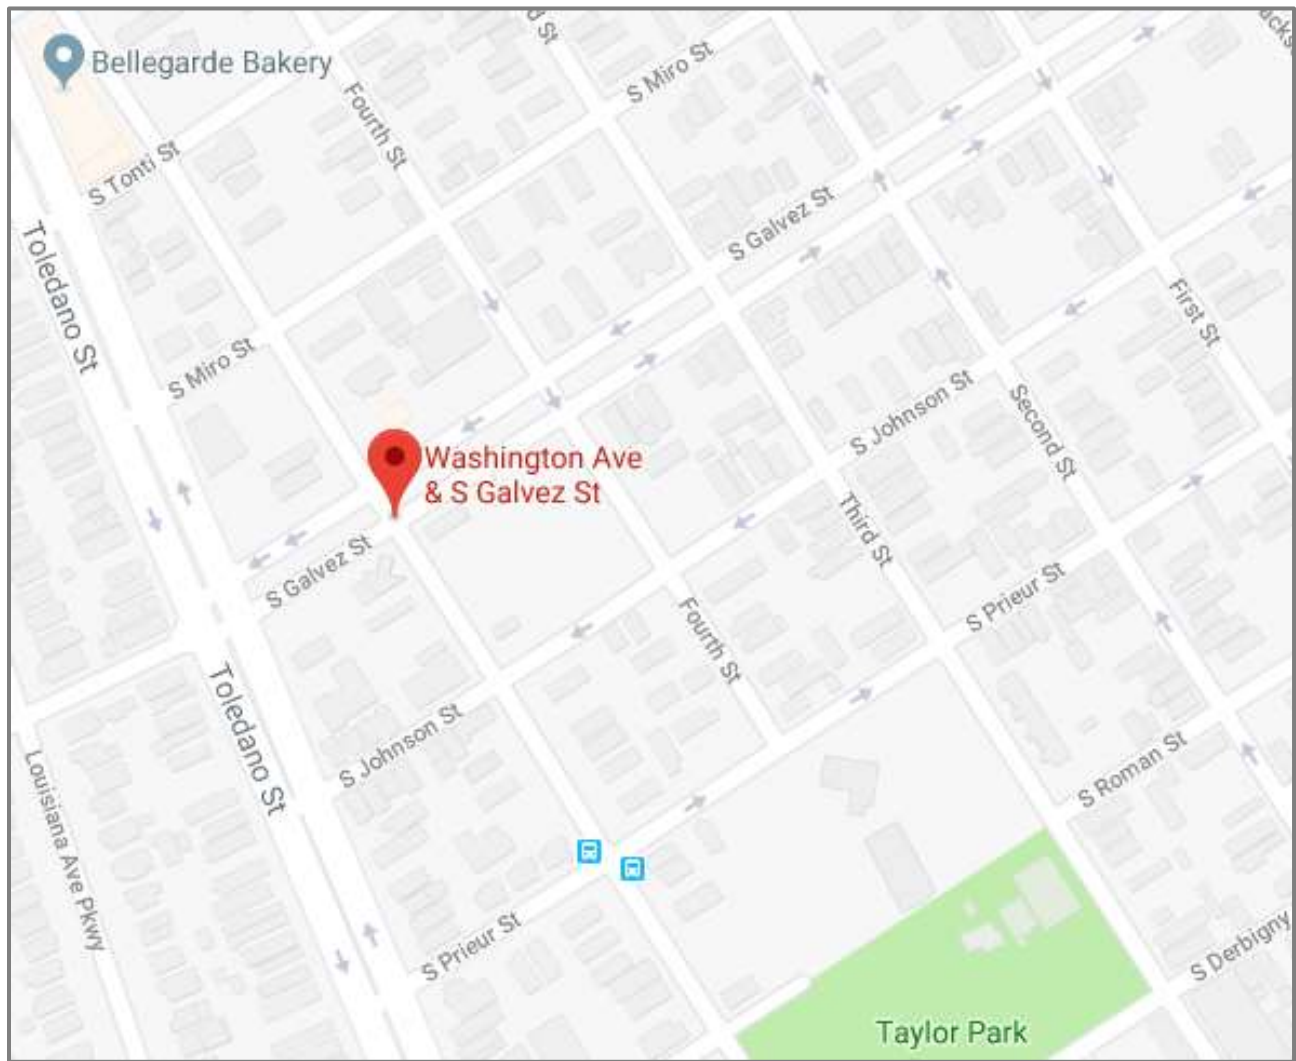 d St
Bellegarde Bakery
S Miro St
Fourth St
S Tonti St
S Galvez St
Toledano St
First St
S Miro St
S Johnson St
Second St
Washington Ave
& S Galvez St
Third St
S Galvez St
S Prieur St
Fourth St
Toledano St
S Johnson St
S Roman St
Louisiana Ave Pkwy
S Prieur St
S Derbigny
Taylor Park